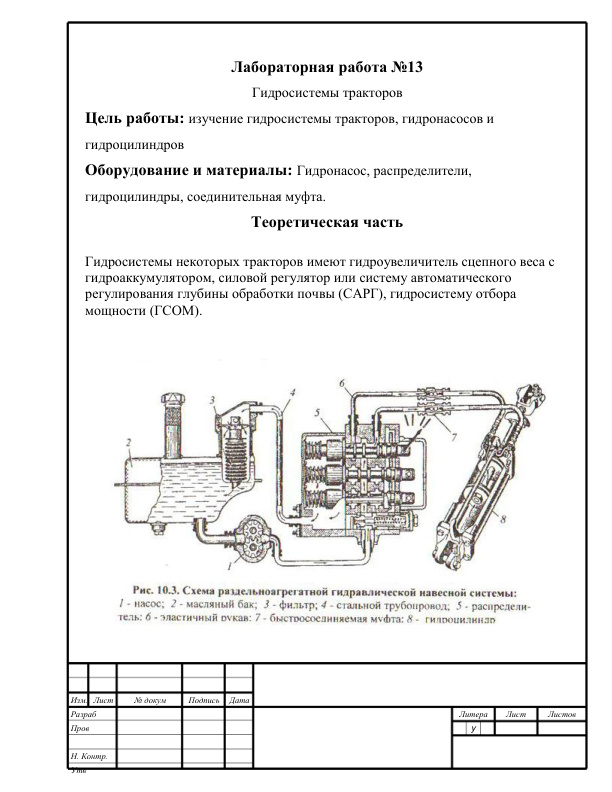 Лабораторная работа №13
Гидросистемы тракторов
Цель работы: изучение гидросистемы тракторов, гидронасосов и
гидроцилиндров
Оборудование и материалы: Гидронасос, распределители,
гидроцилиндры, соединительная муфта.
Теоретическая часть
Гидросистемы некоторых тракторов имеют гидроувеличитель сцепного веса с
гидроаккумулятором, силовой регулятор или систему автоматического
регулирования глубины обработки почвы (САРГ), гидросистему отбора
мощности (ГСОМ).
6
3
4
5
2
7
8
1
Рис. 10.3. Схема раздельноагрегатной гидравлической навесной системы:
1 - насос; 2 - масляный бак; 3 - фильтр; 4 - стальной трубопровод; 5 - распредели-
тель: 6 - эластичный рукав: 7 - быстросоединяемая муфта: 8 - гидроцилиндр
Изм. Лист № докум Подпись Дата
Разраб Литера Лист Листов
Пров у
Н. Контр.
Утв